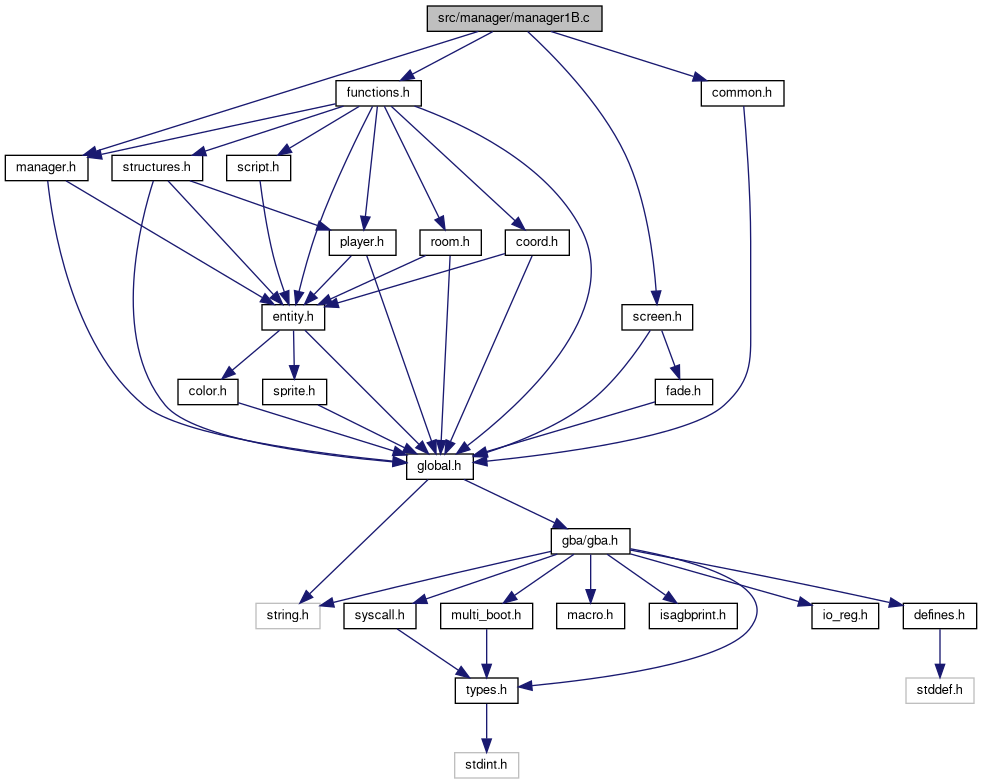 src/manager/manager1B.c
functions.h
common.h
manager.h
structures.h
script.h
player.h
room.h
coord.h
entity.h
screen.h
color.h
sprite.h
fade.h
global.h
gba/gba.h
string.h
syscall.h
multi_boot.h
macro.h
isagbprint.h
io_reg.h
defines.h
types.h
stddef.h
stdint.h